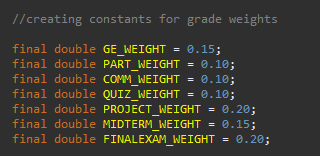 //creating constants for grade weights
final double GE_WEIGHT = 0.15;
final double PART_WEIGHT = 0.10;
final double COMM_WEIGHT = 0.10;
final double QUIZ_WEIGHT = 0.10;
final double PROJECT_WEIGHT = 0.20;
final double MIDTERM_WEIGHT = 0.15;
final double FINALEXAM_WEIGHT = 0.20;